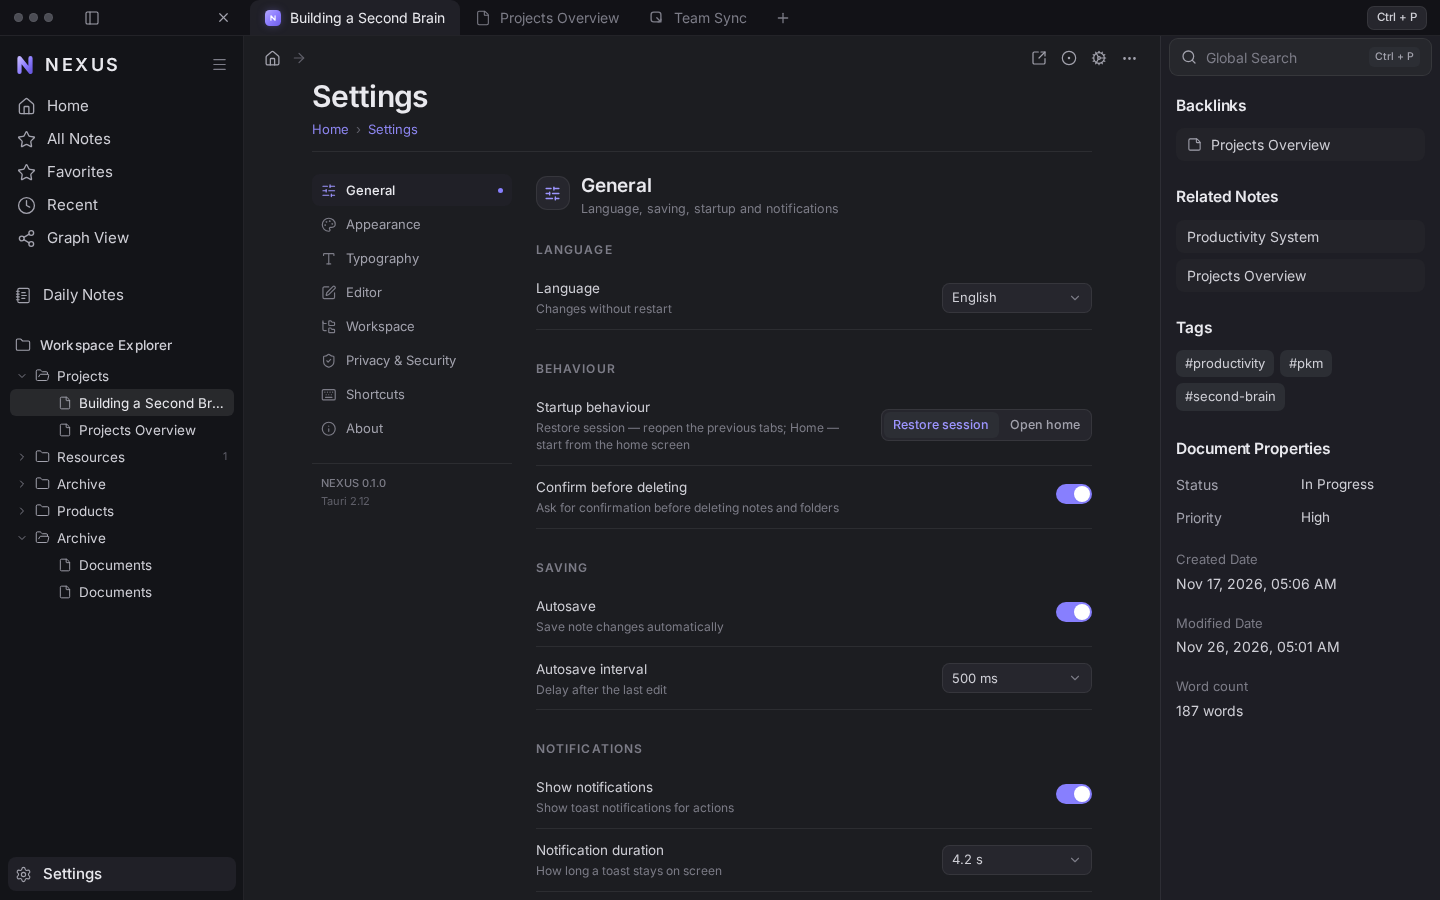 Building a Second Brain
Projects Overview
Team Sync
Ctrl + P
NEXUS
Home
All Notes
Favorites
Recent
Graph View
Daily Notes
Workspace Explorer
Projects
Building a Second Br...
Projects Overview
Resources 1
Archive
Products
Archive
Documents
Documents
Settings
Settings
Home › Settings
General
Appearance
Typography
Editor
Workspace
Privacy & Security
Shortcuts
About
NEXUS 0.1.0
Tauri 2.12
General
Language, saving, startup and notifications
LANGUAGE
Language
Changes without restart
English
BEHAVIOUR
Startup behaviour
Restore session — reopen the previous tabs; Home —
start from the home screen
Restore session Open home
Confirm before deleting
Ask for confirmation before deleting notes and folders
SAVING
Autosave
Save note changes automatically
Autosave interval
Delay after the last edit
500 ms
NOTIFICATIONS
Show notifications
Show toast notifications for actions
Notification duration
How long a toast stays on screen
4.2 s
Global Search Ctrl + P
Backlinks
Projects Overview
Related Notes
Productivity System
Projects Overview
Tags
#productivity #pkm
#second-brain
Document Properties
Status In Progress
Priority High
Created Date
Nov 17, 2026, 05:06 AM
Modified Date
Nov 26, 2026, 05:01 AM
Word count
187 words